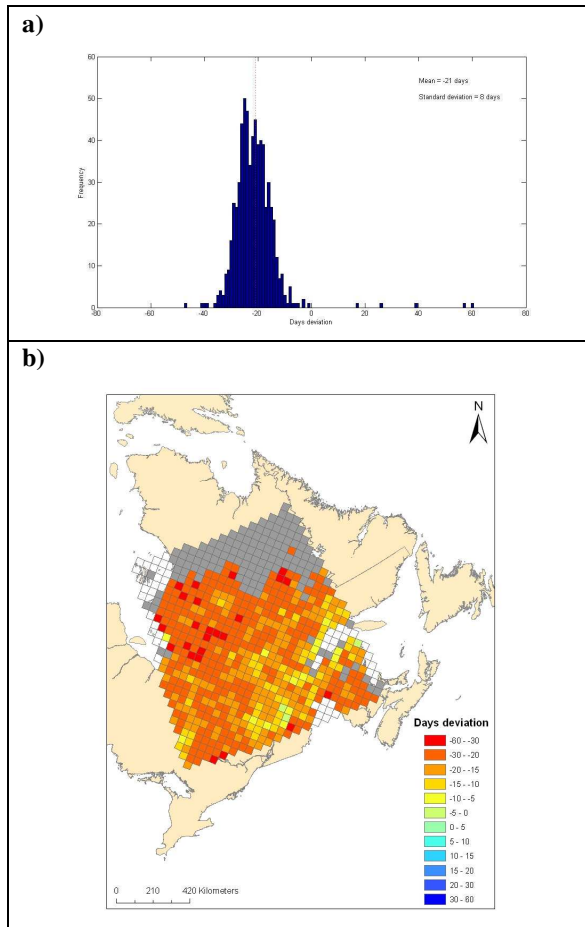 a)
60
50
40
30
20
10
0
Frequency
Mean = -21 days
Standard deviation = 8 days
-80 -60 -40 -20 0 20 40 60 80
Days deviation
b)
N
Days deviation
-60 - -30
-30 - -20
-20 - -15
-15 - -10
-10 - -5
-5 - 0
0 - 5
5 - 10
10 - 15
15 - 20
20 - 30
30 - 60
0 210 420 Kilometers